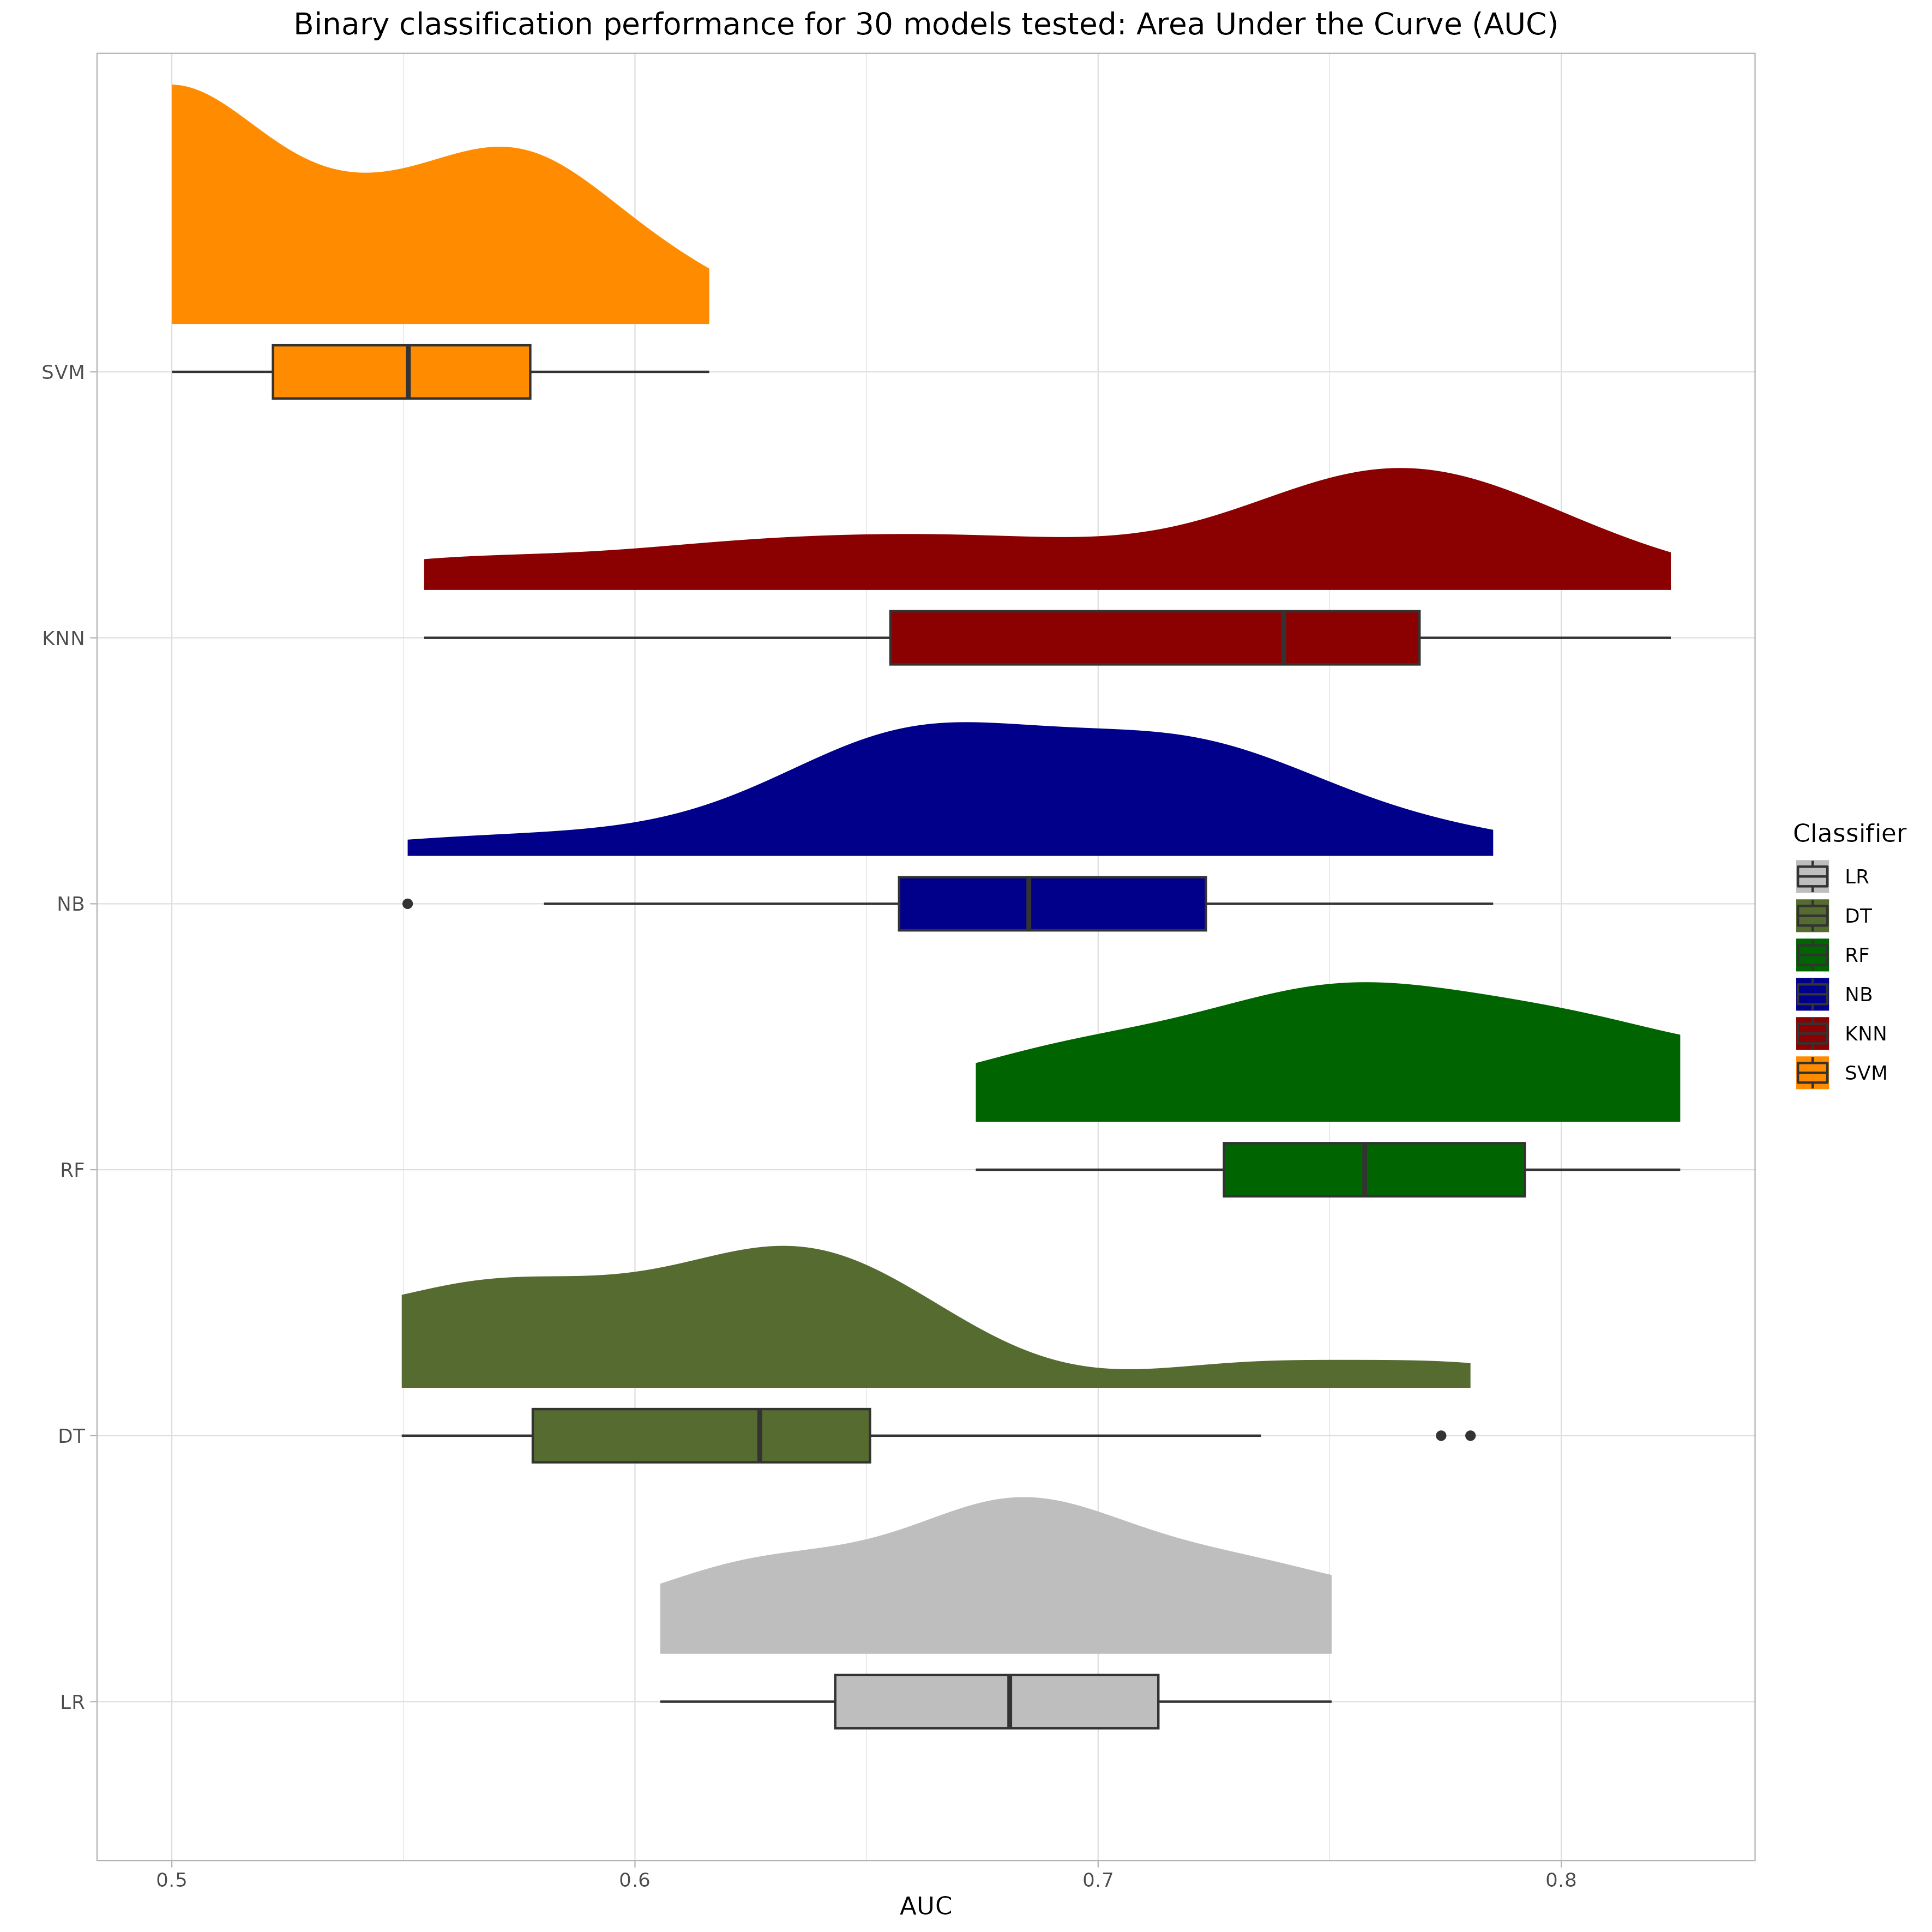 Binary classification performance for 30 models tested: Area Under the Curve (AUC)
SVM
KNN
NB
RF
DT
LR
0.5 0.6 0.7 0.8
AUC
Classifier
LR
DT
RF
NB
KNN
SVM